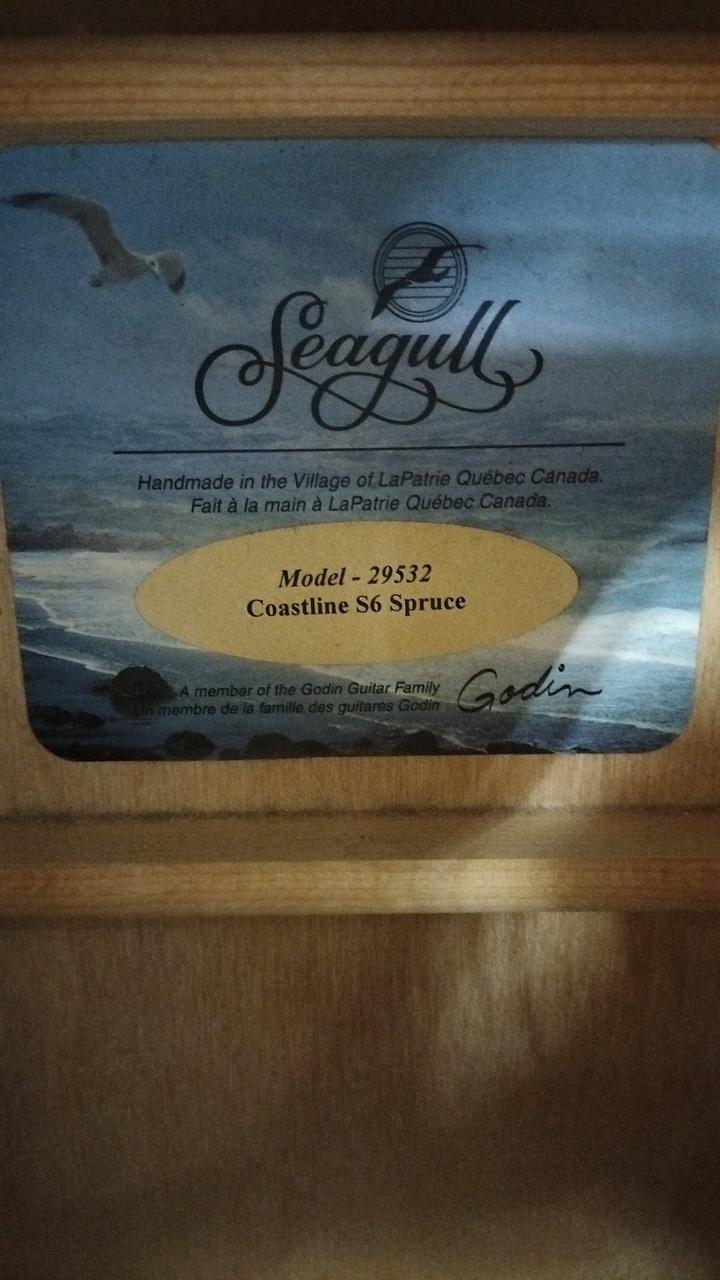 Seagull
Handmade in the Village of LaPatrie Québec Canada.
Fait à la main à LaPatrie Québec Canada.
Model - 29532
Coastline S6 Spruce
A member of the Godin Guitar Family
Un membre de la famille des guitares Godin
Godin